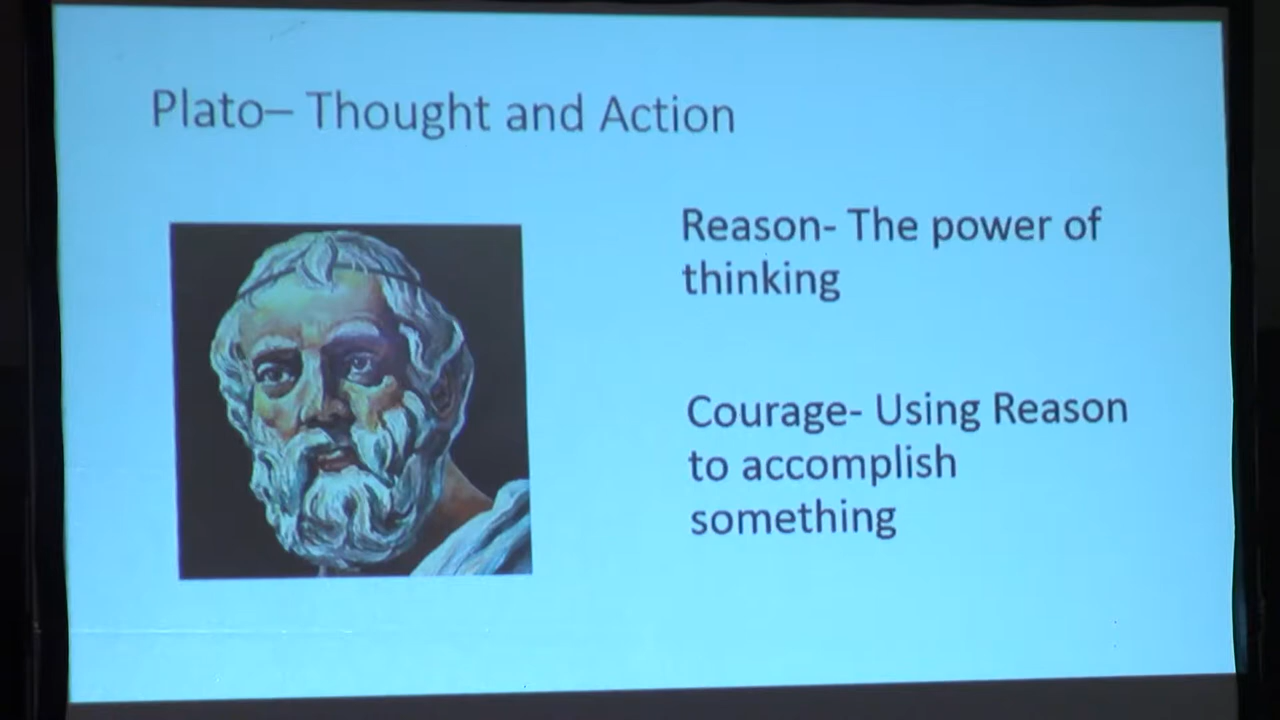 Plato– Thought and Action
Reason- The power of
thinking
Courage- Using Reason
to accomplish
something